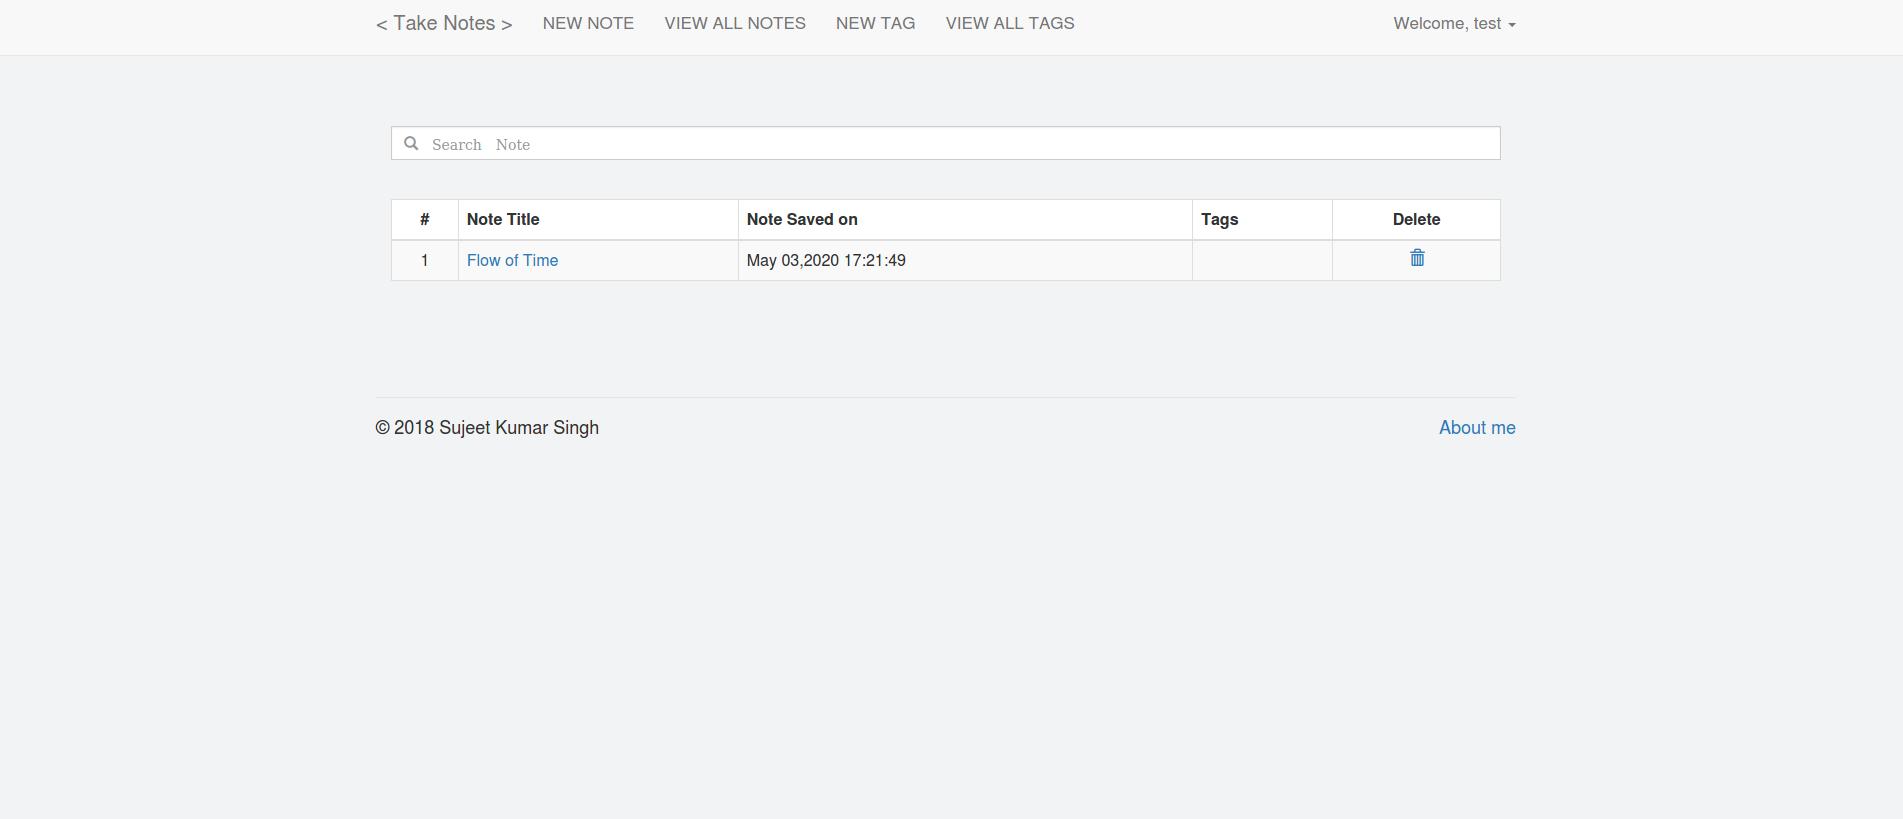 < Take Notes > NEW NOTE VIEW ALL NOTES NEW TAG VIEW ALL TAGS Welcome, test
Search Note
# Note Title Note Saved on Tags Delete
1 Flow of Time May 03,2020 17:21:49
© 2018 Sujeet Kumar Singh About me